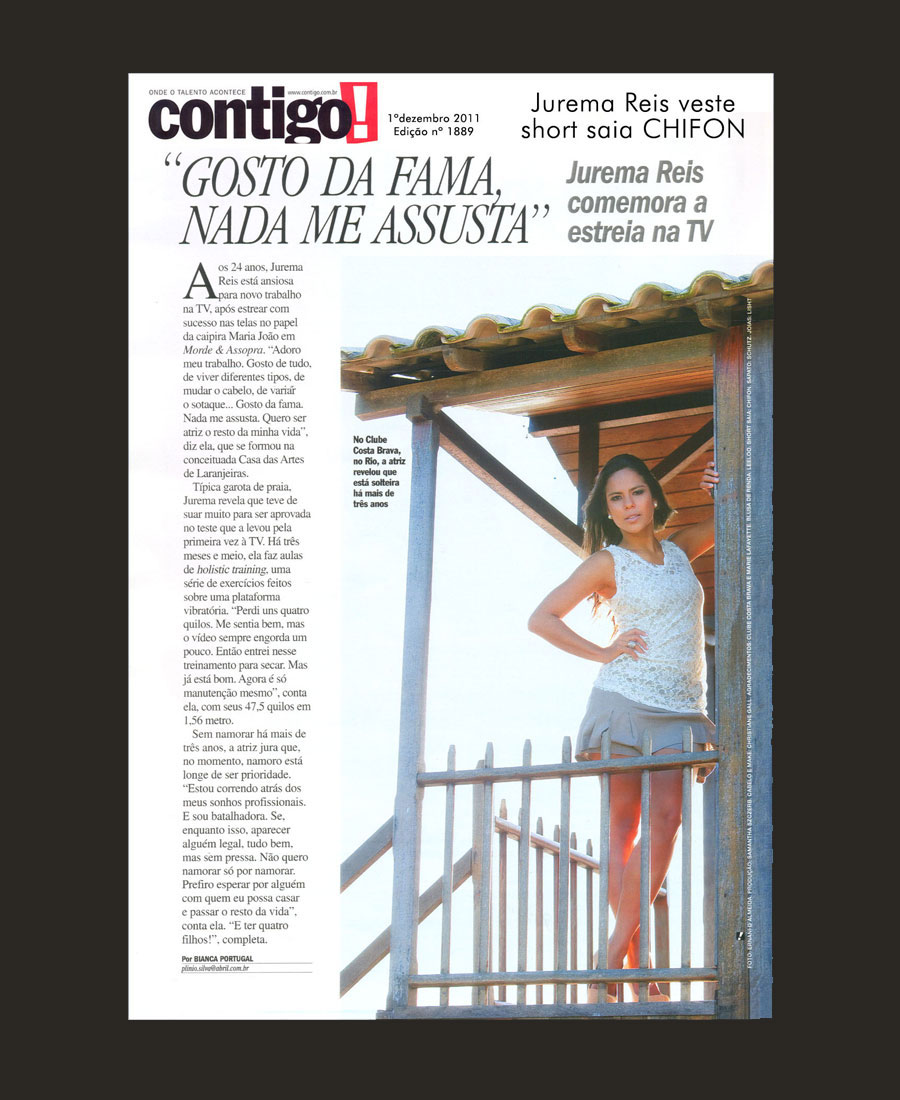 ONDE O TALENTO ACONTECE
www.contigo.com.br
contigo!
1ºdezembro 2011
Edição nº 1889
Jurema Reis veste
short saia CHIFON
“GOSTO DA FAMA,
NADA ME ASSUSTA”
Jurema Reis
comemora a
estreia na TV
Aos 24 anos, Jurema
Reis está ansiosa
para novo trabalho
na TV, após estrear com
sucesso nas telas no papel
da caipira Maria João em
Morde & Assopra. “Adoro
meu trabalho. Gosto de tudo,
de viver diferentes tipos, de
mudar o cabelo, de variar
o sotaque... Gosto da fama.
Nada me assusta. Quero ser
atriz o resto da minha vida”,
diz ela, que se formou na
conceituada Casa das Artes
de Laranjeiras.
Típica garota de praia,
Jurema revela que teve de
suar muito para ser aprovada
no teste que a levou pela
primeira vez à TV. Há três
meses e meio, ela faz aulas
de holistic training, uma
série de exercícios feitos
sobre uma plataforma
vibratória. “Perdi uns quatro
quilos. Me sentia bem, mas
o vídeo sempre engorda um
pouco. Então entrei nesse
treinamento para secar. Mas
já está bom. Agora é só
manutenção mesmo”, conta
ela, com seus 47,5 quilos em
1,56 metro.
Sem namorar há mais de
três anos, a atriz jura que,
no momento, namoro está
longe de ser prioridade.
“Estou correndo atrás dos
meus sonhos profissionais.
E sou batalhadora. Se,
enquanto isso, aparecer
alguém legal, tudo bem,
mas sem pressa. Não quero
namorar só por namorar.
Prefiro esperar por alguém
com quem eu possa casar
e passar o resto da vida”,
conta ela. “E ter quatro
filhos!”, completa.
Por BIANCA PORTUGAL
plinio.silva@abril.com.br
No Clube
Costa Brava,
no Rio, a atriz
revelou que
está solteira
há mais de
três anos
FOTO: ERNANI D'ALMEIDA, PRODUÇÃO: SAMANTHA SZCZERB, CABELO E MAKE: CHRISTIANE GALL, AGRADECIMENTOS: CLUBE COSTA BRAVA E MARIE LAFAYETTE. BLUSA DE RENDA: LEELOO, SHORT SAIA: CHIFON, SAPATO: SCHUTZ, JOIAS: LISHT